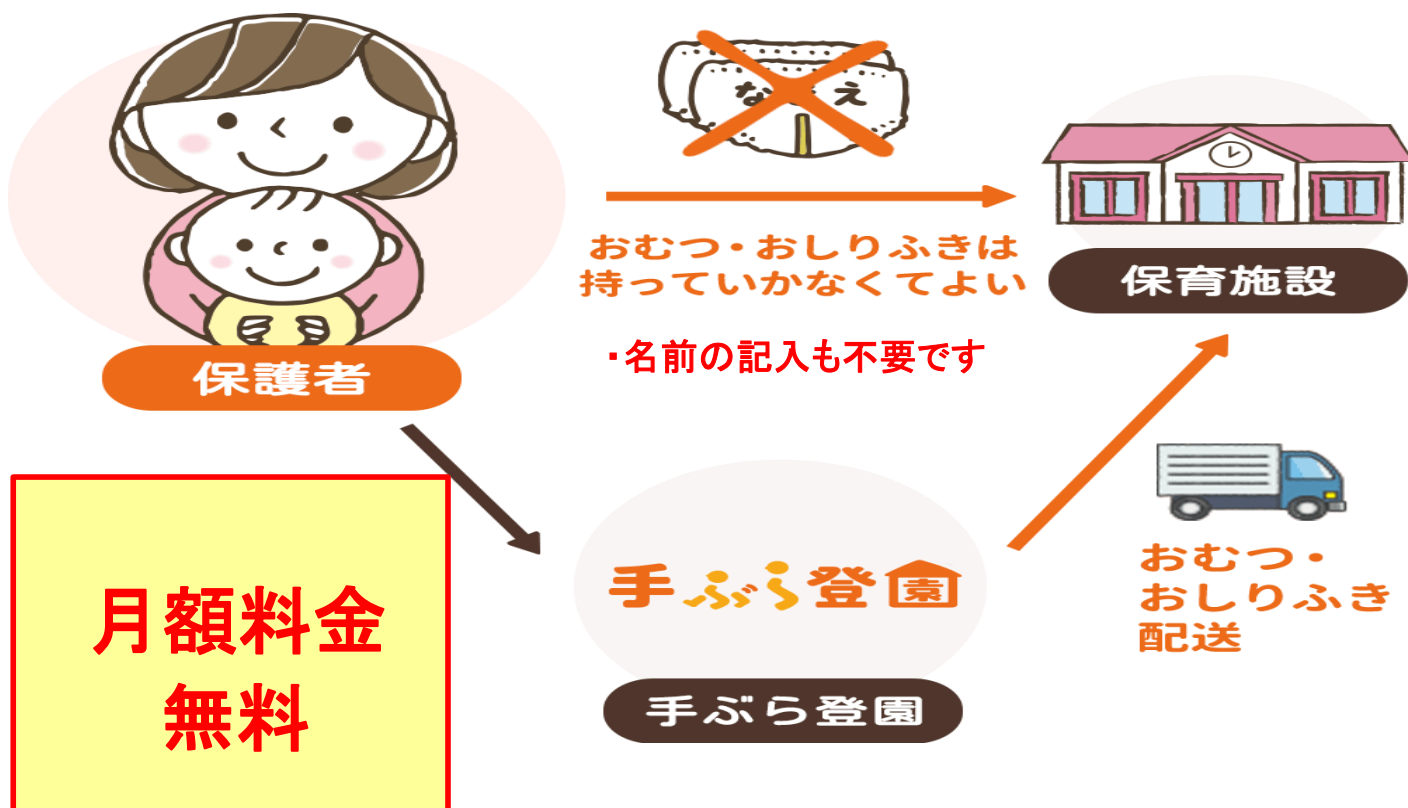 おむつ・おしりふきは
持っていかなくてよい
・名前の記入も不要です
保護者
保育施設
月額料金
無料
手ぶら登園
手ぶら登園
おむつ・
おしりふき
配送